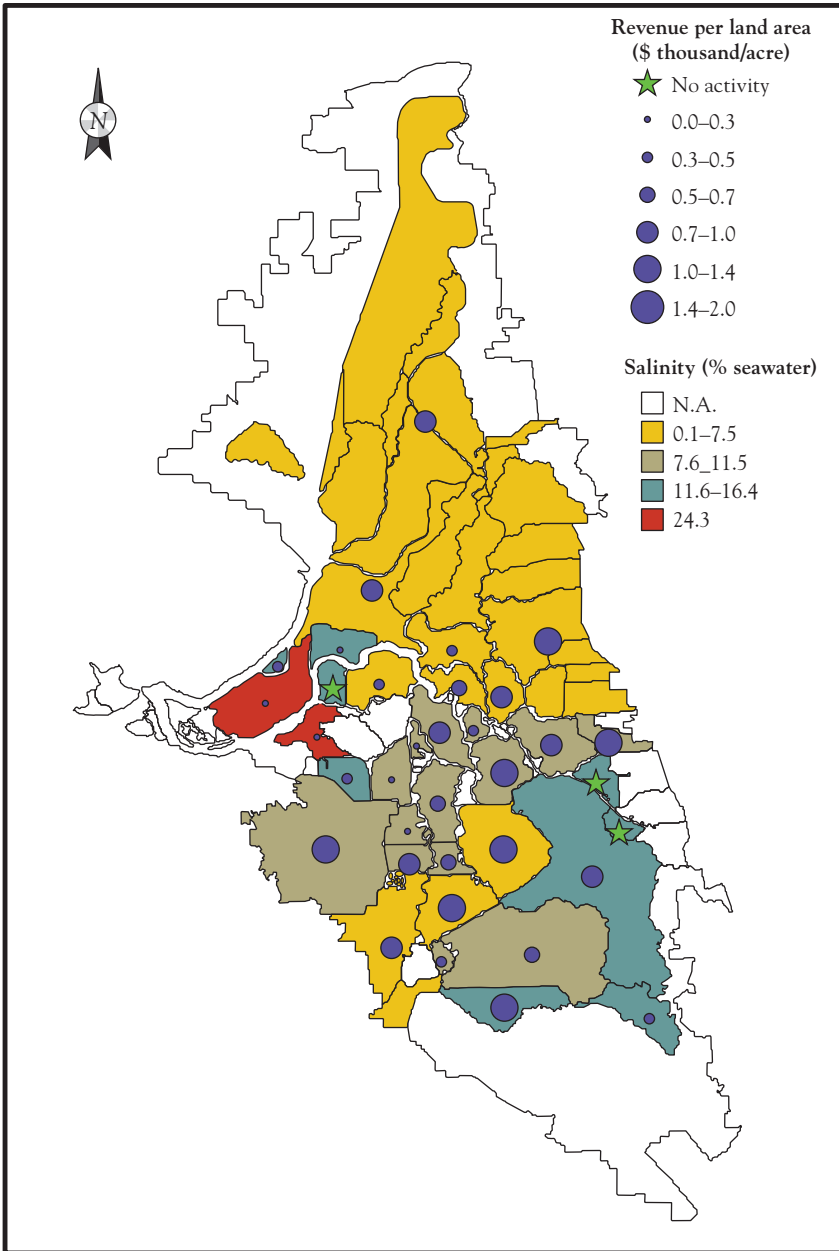 Revenue per land area
($ thousand/acre)
No activity
0.0–0.3
0.3–0.5
0.5–0.7
0.7–1.0
1.0–1.4
1.4–2.0
N
Salinity (% seawater)
N.A.
0.1–7.5
7.6_11.5
11.6–16.4
24.3